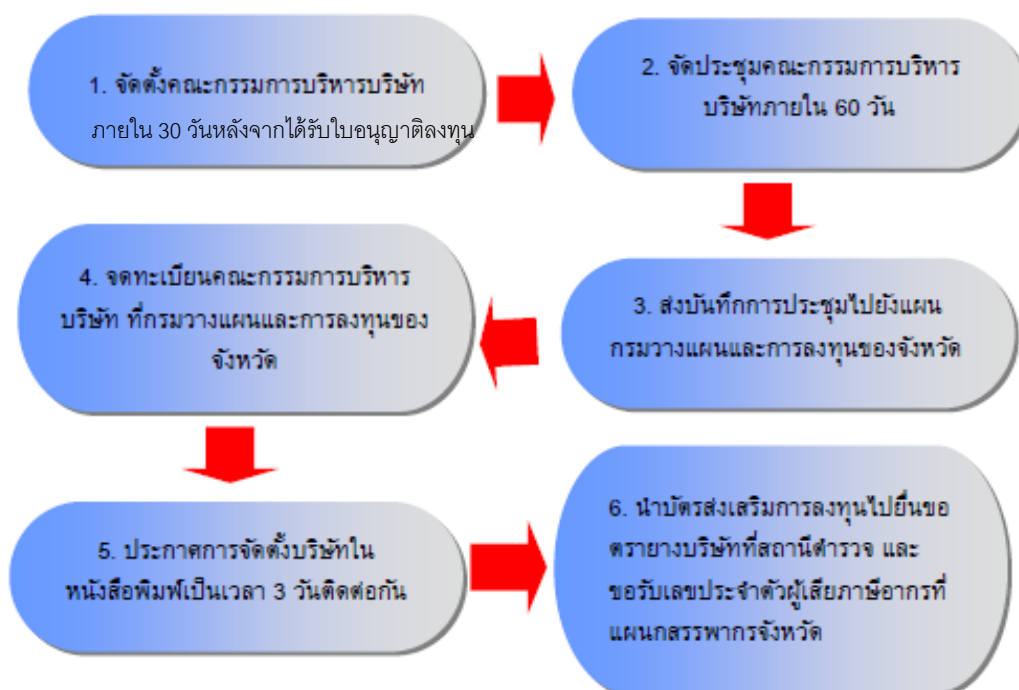 1. จัดตั้งคณะกรรมการบริหารบริษัท
ภายใน 30 วันหลังจากได้รับใบอนุญาติลงทุน
2. จัดประชุมคณะกรรมการบริหาร
บริษัทภายใน 60 วัน
3. ส่งบันทึกการประชุมไปยังแผน
กรมวางแผนและการลงทุนของจังหวัด
4. จดทะเบียนคณะกรรมการบริหาร
บริษัท ที่กรมวางแผนและการลงทุนของ
จังหวัด
5. ประกาศการจัดตั้งบริษัทใน
หนังสือพิมพ์เป็นเวลา 3 วันติดต่อกัน
6. นำบัตรส่งเสริมการลงทุนไปยื่นขอ
ตรายางบริษัทที่สถานีตำรวจ และ
ขอรับเลขประจำตัวผู้เสียภาษีอากรที่
แผนกสรรพากรจังหวัด